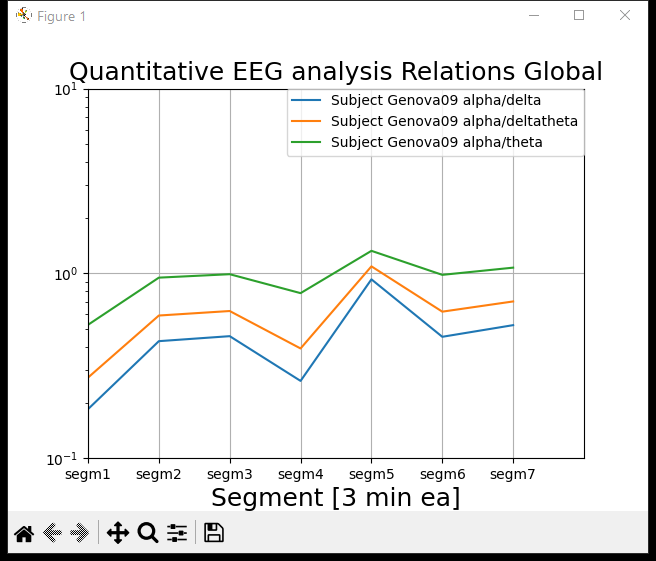 Figure 1
Quantitative EEG analysis Relations Global
Subject Genova09 alpha/delta
Subject Genova09 alpha/deltatheta
Subject Genova09 alpha/theta
10¹
10⁰
10⁻¹
segm1 segm2 segm3 segm4 segm5 segm6 segm7
Segment [3 min ea]